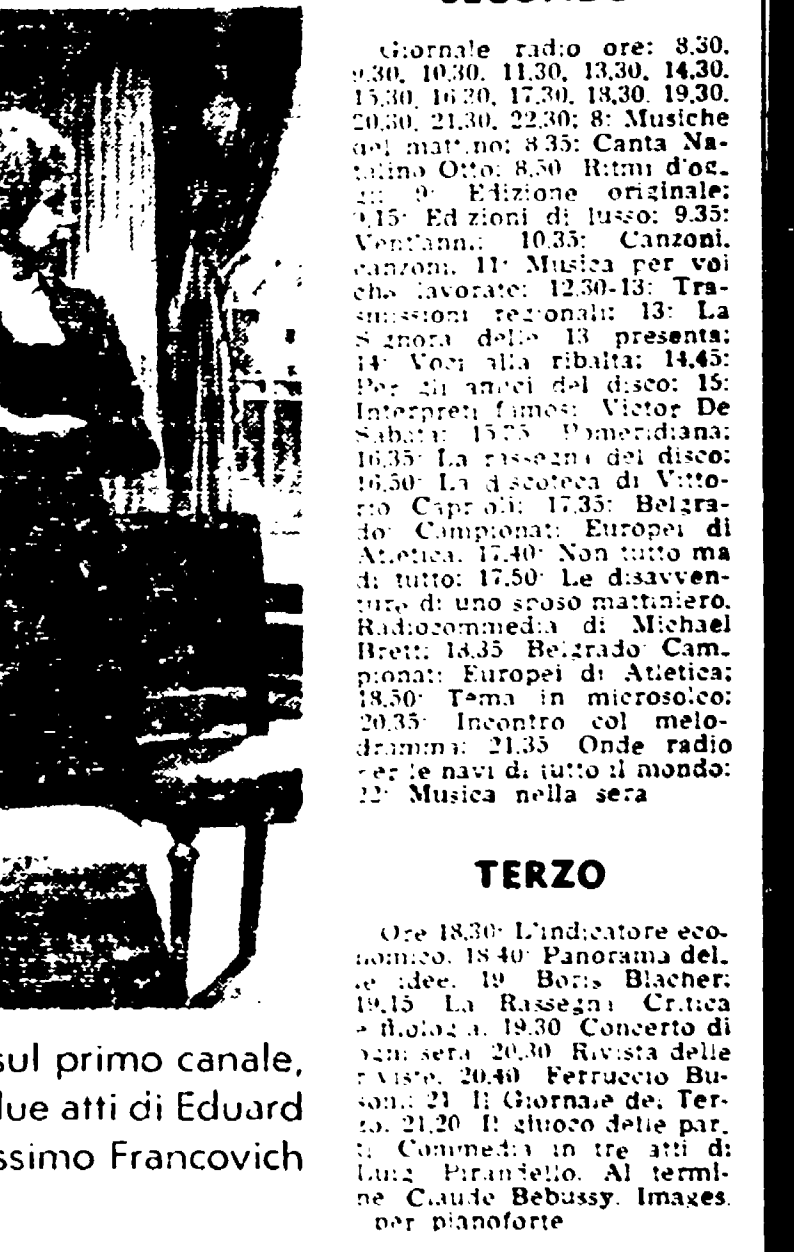 SECONDO
Giornale radio ore: 8.30.
9.30, 10.30. 11.30, 13.30, 14.30.
15.30, 16.30, 17.30. 18.30. 19.30.
20.30, 21.30, 22.30; 8: Musiche
del mattino; 8.35: Canta Na-
talino Otto; 8.50 Ritmi d'og-
gi; 9: Edizione originale;
9.15: Edizioni di lusso; 9.35:
Vent'anni; 10.35: Canzoni,
canzoni. 11: Musica per voi
che lavorate; 12.30-13: Tra-
smissioni regionali; 13: La
Signora delle 13 presenta;
14: Voci alla ribalta; 14.45:
Per gli amici del disco; 15:
Interpreti famosi: Victor De
Sabata; 15.35 Pomeridiana;
16.35: La rassegna del disco;
16.50: La discoteca di Vitto-
rio Caprioli; 17.35: Belgra-
do: Campionati Europei di
Atletica. 17.40: Non tutto ma
di tutto; 17.50: Le disavven-
ture di uno sposo mattiniero.
Radiocommedia di Michael
Brett; 18.35 Belgrado Cam-
pionati Europei di Atletica;
18.50: Tema in microsolco;
20.35: Incontro col melo-
dramma; 21.35 Onde radio
per le navi di tutto il mondo;
22: Musica nella sera
TERZO
Ore 18.30: L'indicatore eco-
nomico. 18.40: Panorama del-
le idee. 19 Boris Blacher;
19.15 La Rassegna Critica
e filologia. 19.30 Concerto di
ogni sera 20.30 Rivista delle
riviste. 20.40 Ferruccio Bu-
soni; 21 Il Giornale del Ter-
zo. 21.20 Il giuoco delle par-
ti Commedia in tre atti di
Luigi Pirandello. Al termi-
ne Claude Bebussy. Images.
per pianoforte
sul primo canale,
due atti di Eduard
ssimo Francovich